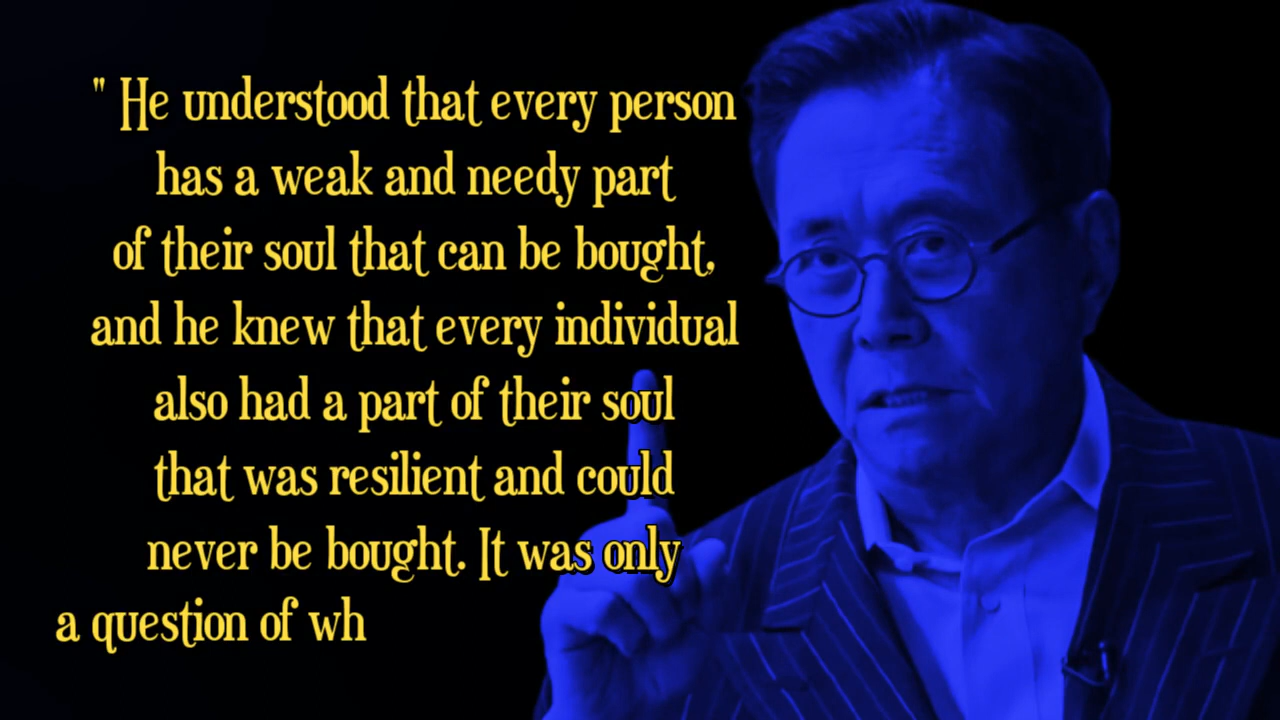 " He understood that every person
has a weak and needy part
of their soul that can be bought,
and he knew that every individual
also had a part of their soul
that was resilient and could
never be bought. It was only
a question of wh